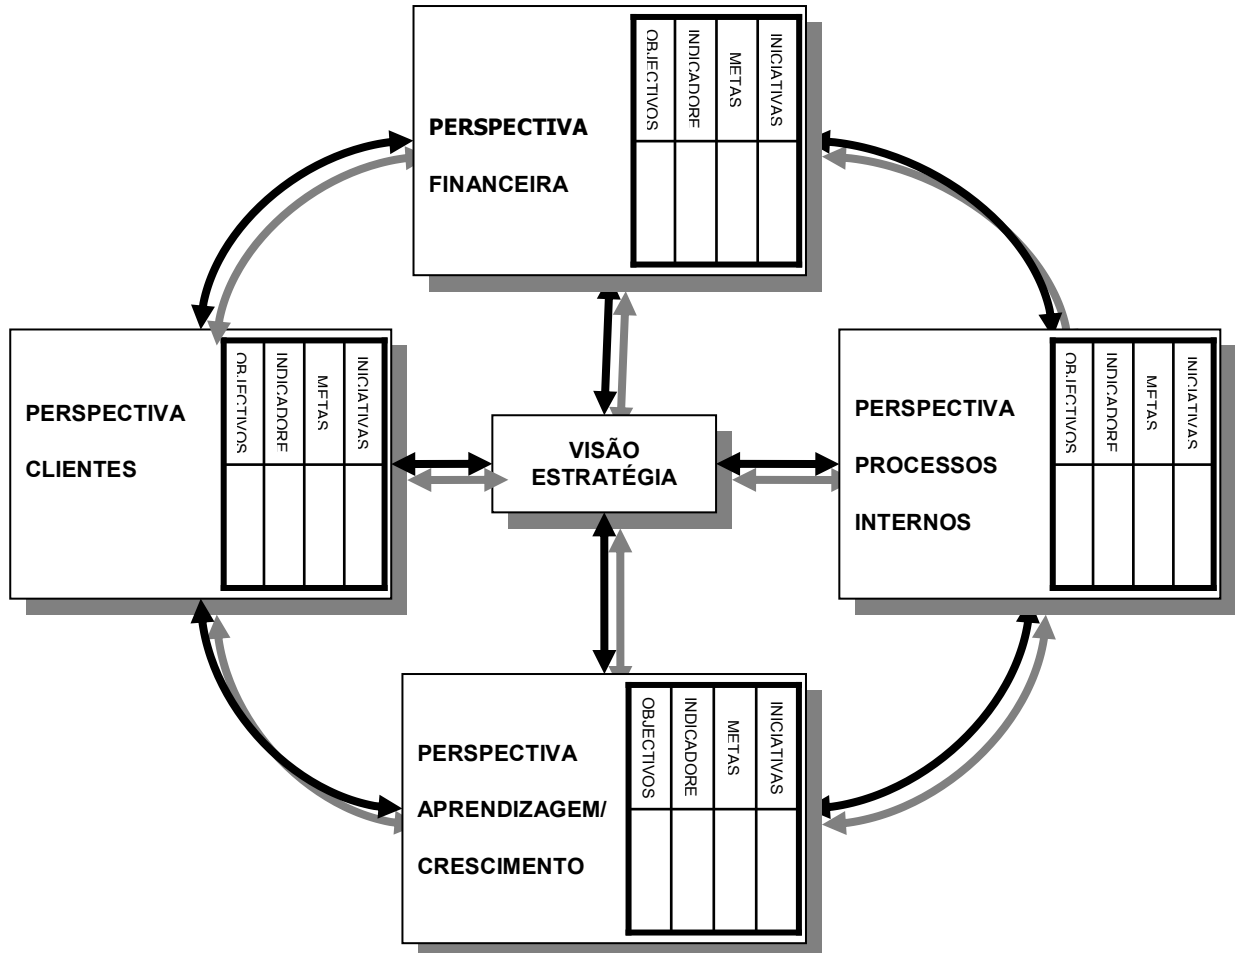 PERSPECTIVA
FINANCEIRA
OBJECTIVOS
INDICADORE
METAS
INICIATIVAS
PERSPECTIVA
CLIENTES
OBJECTIVOS
INDICADORE
METAS
INICIATIVAS
VISÃO
ESTRATÉGIA
PERSPECTIVA
PROCESSOS
INTERNOS
OBJECTIVOS
INDICADORE
METAS
INICIATIVAS
PERSPECTIVA
APRENDIZAGEM/
CRESCIMENTO
OBJECTIVOS
INDICADORE
METAS
INICIATIVAS